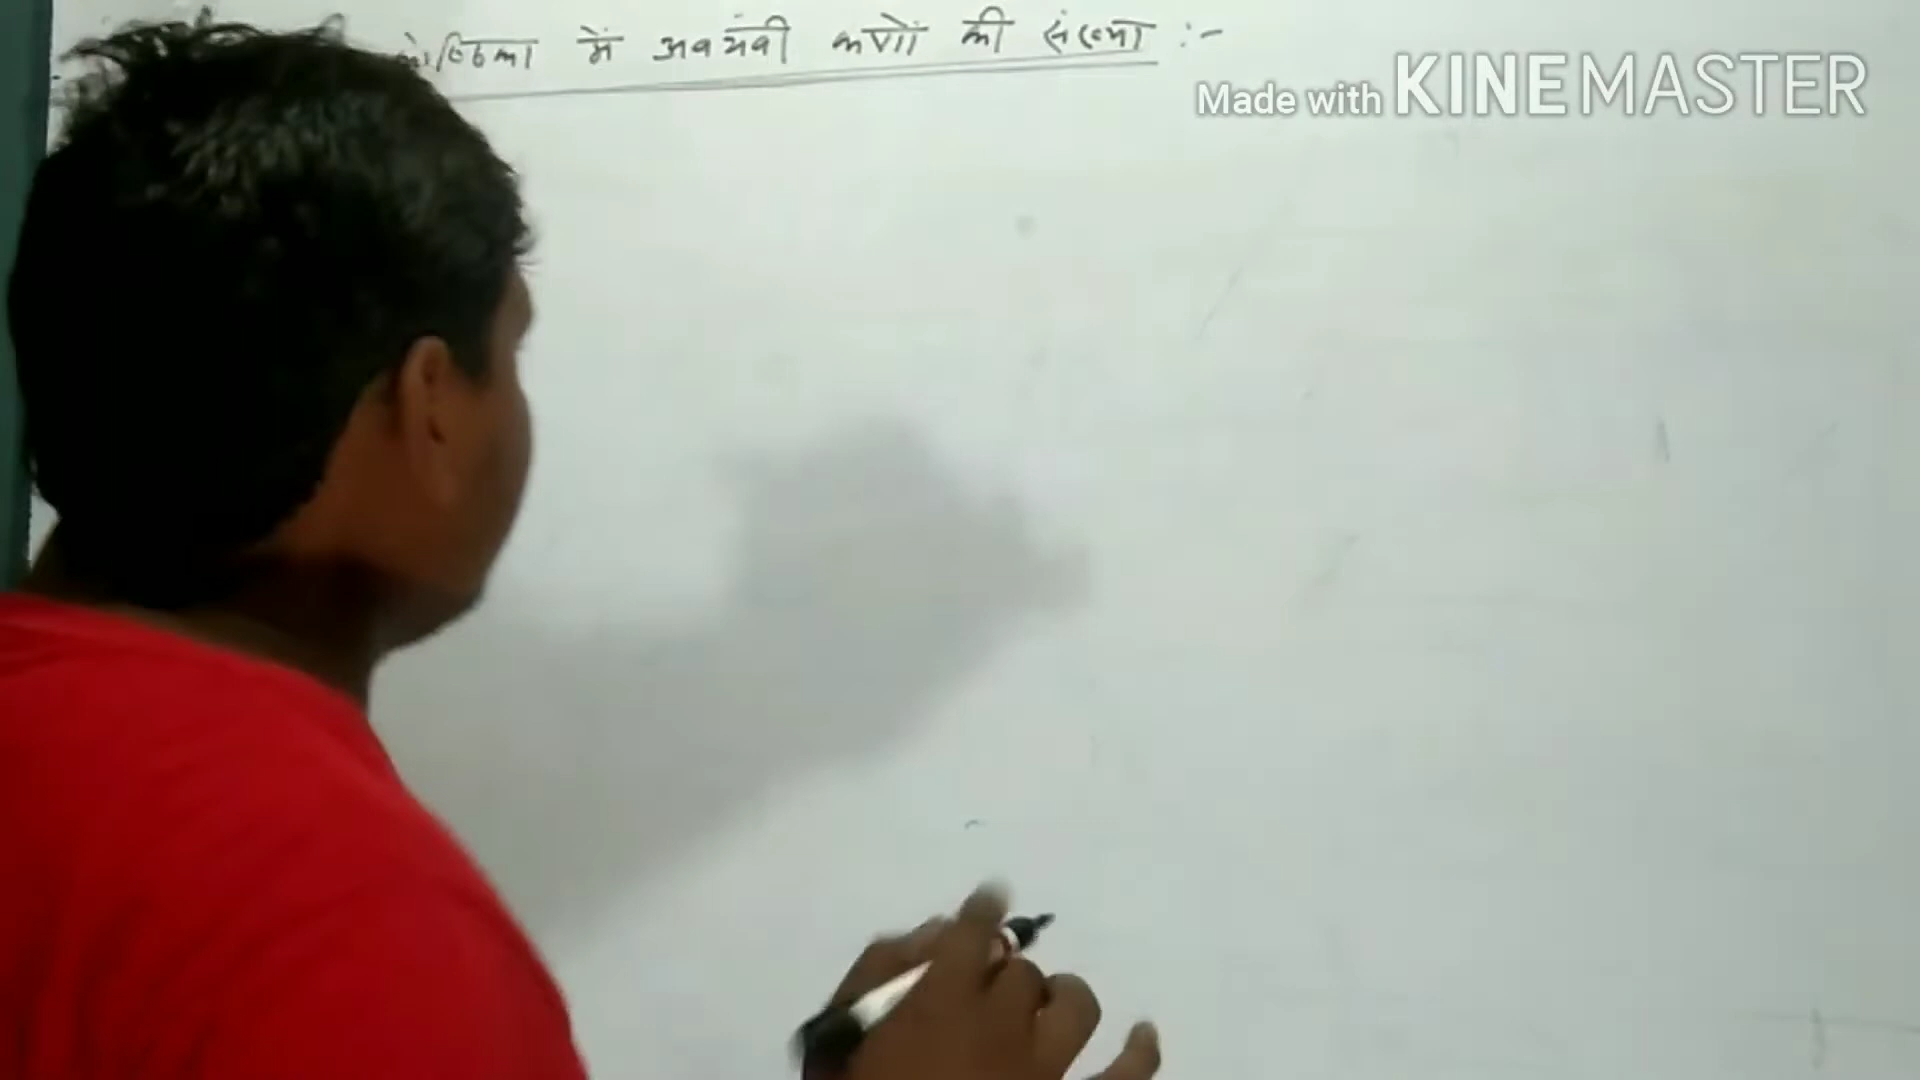 कोष्ठिका में अवयवी कणों की संख्या :-
Made with KINEMASTER